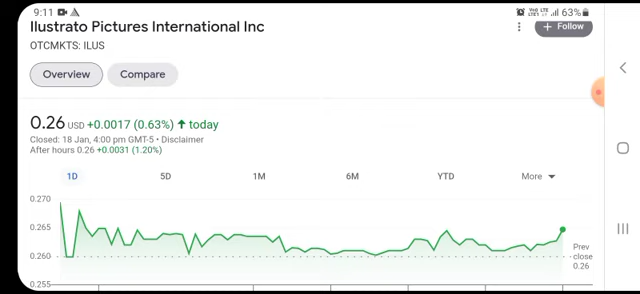 9:11
63%
Ilustrato Pictures International Inc
Follow
OTCMKTS: ILUS
Overview
Compare
0.26 USD +0.0017 (0.63%) today
Closed: 18 Jan, 4:00 pm GMT-5 • Disclaimer
After hours 0.26 +0.0031 (1.20%)
1D 5D 1M 6M YTD More
0.270
0.265
0.260
0.255
Prev
close
0.26